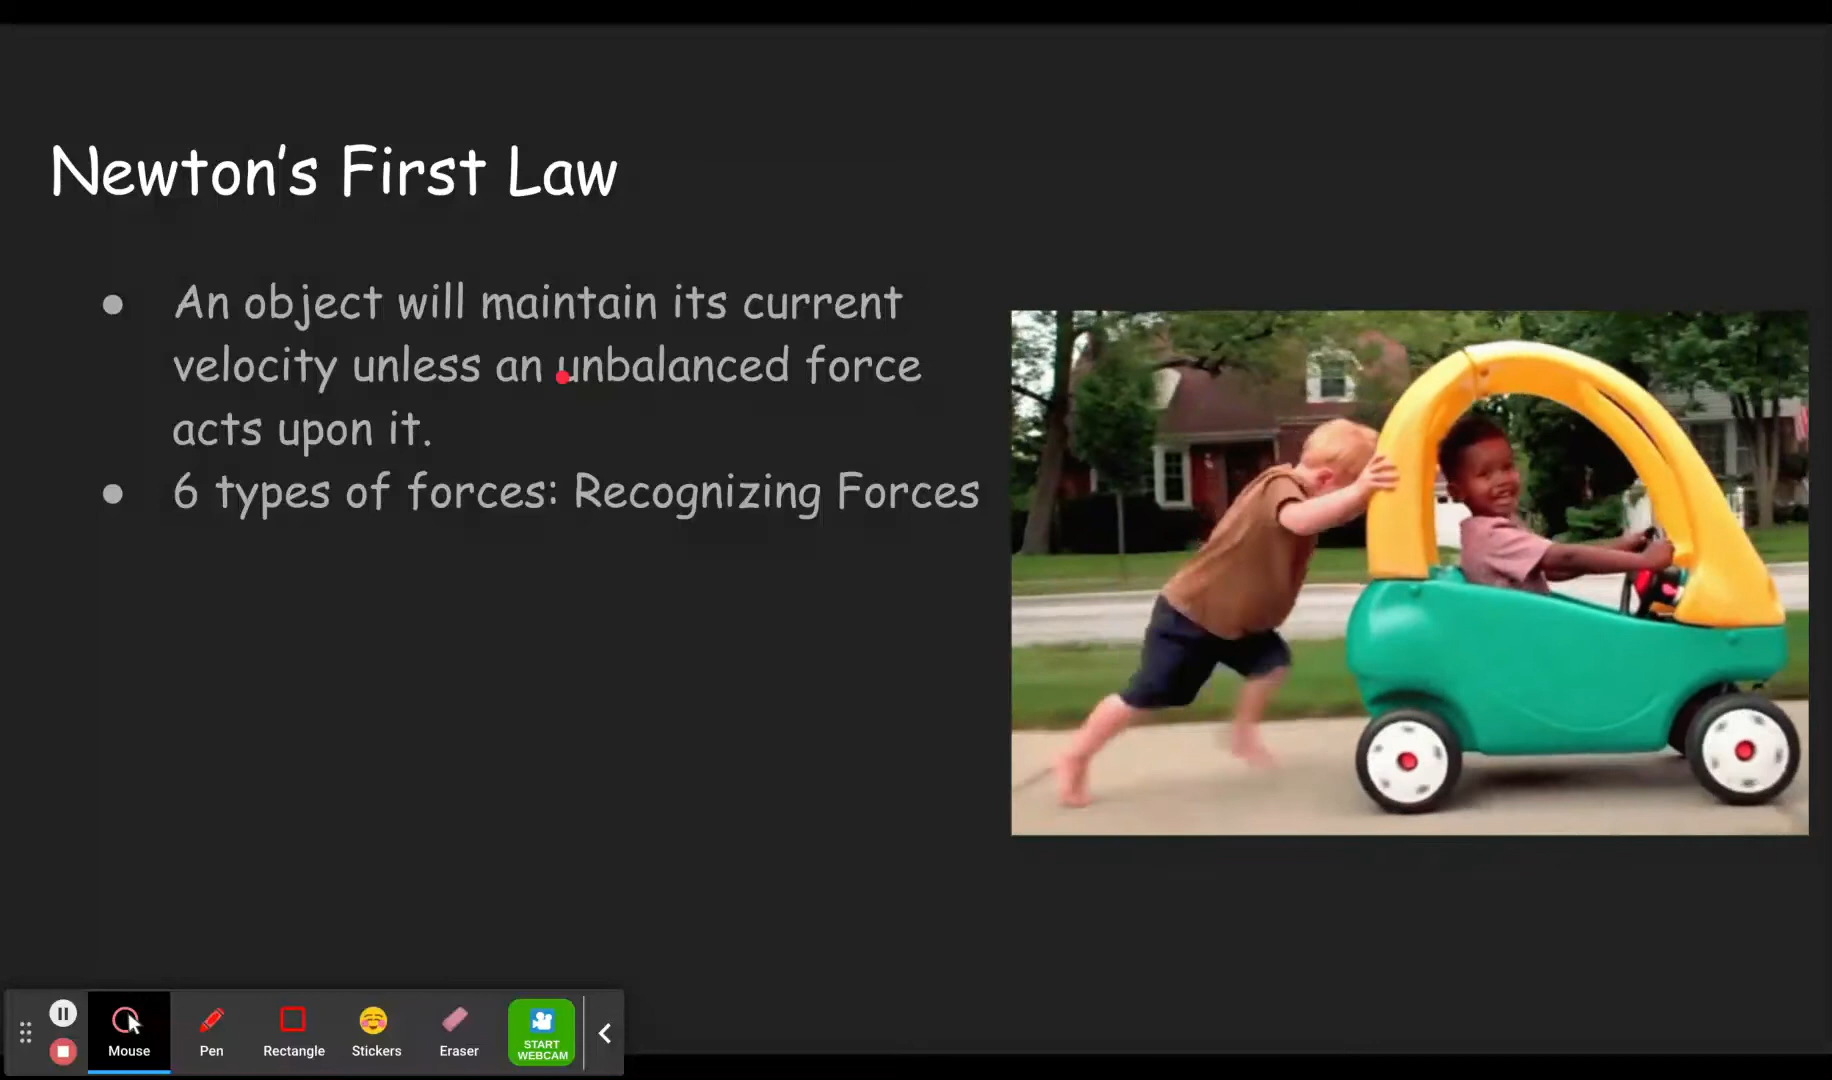 Newton's First Law
● An object will maintain its current
velocity unless an unbalanced force
acts upon it.
● 6 types of forces: Recognizing Forces
Mouse
Pen
Rectangle
Stickers
Eraser
START
WEBCAM